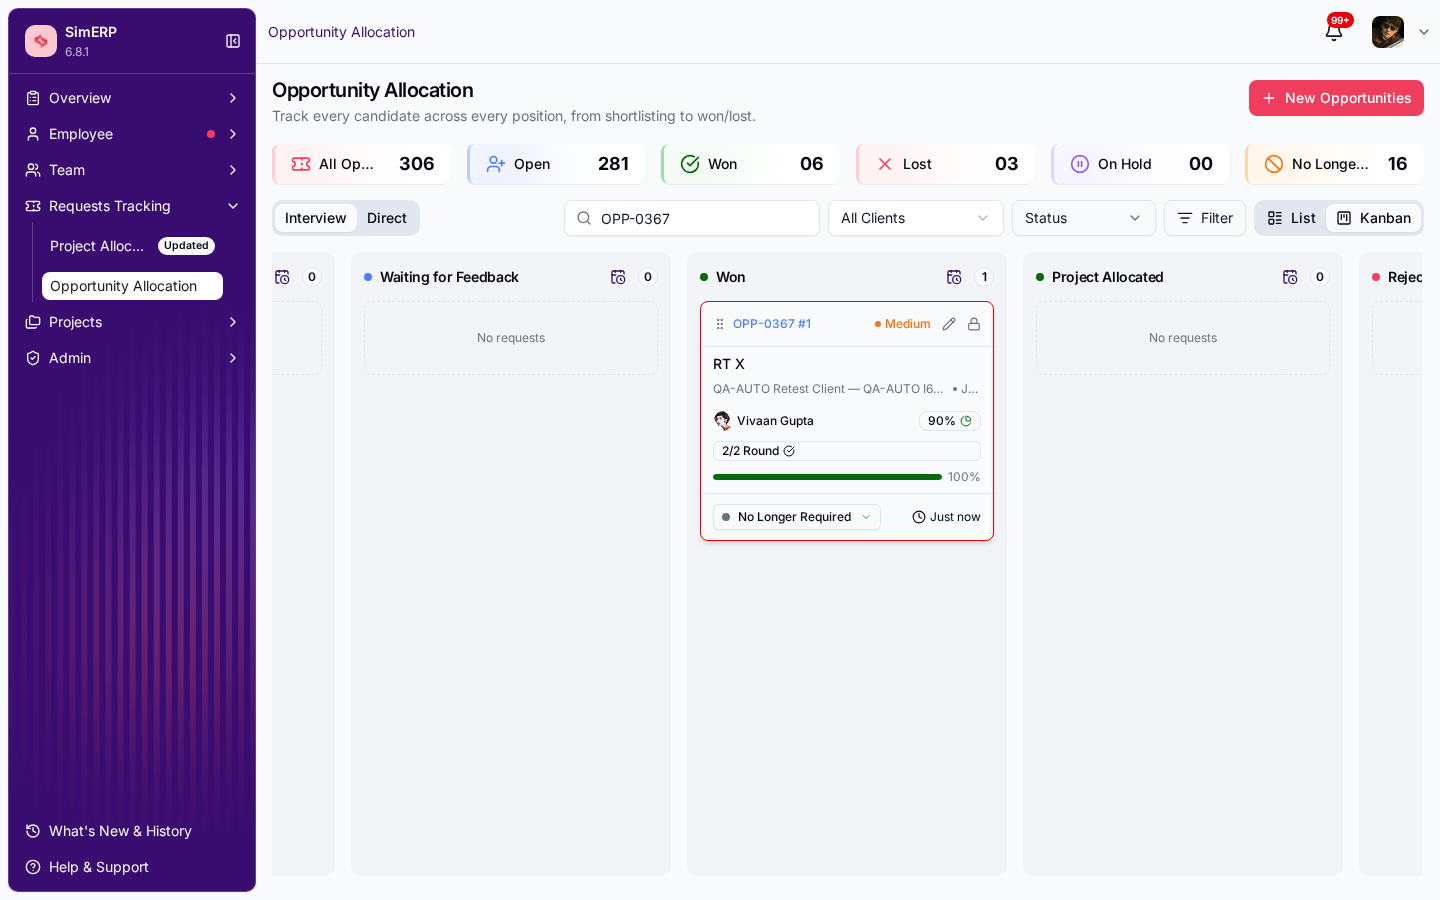 SimERP
6.8.1
Overview
Employee
Team
Requests Tracking
Project Alloc... Updated
Opportunity Allocation
Projects
Admin
What's New & History
Help & Support
Opportunity Allocation
99+
Opportunity Allocation
Track every candidate across every position, from shortlisting to won/lost.
New Opportunities
All Op... 306
Open 281
Won 06
Lost 03
On Hold 00
No Longe... 16
Interview Direct
OPP-0367
All Clients
Status
Filter
List Kanban
0
Waiting for Feedback 0
No requests
Won 1
OPP-0367 #1 Medium
RT X
QA-AUTO Retest Client — QA-AUTO I6... • J...
Vivaan Gupta 90%
2/2 Round
100%
No Longer Required Just now
Project Allocated 0
No requests
Rejec